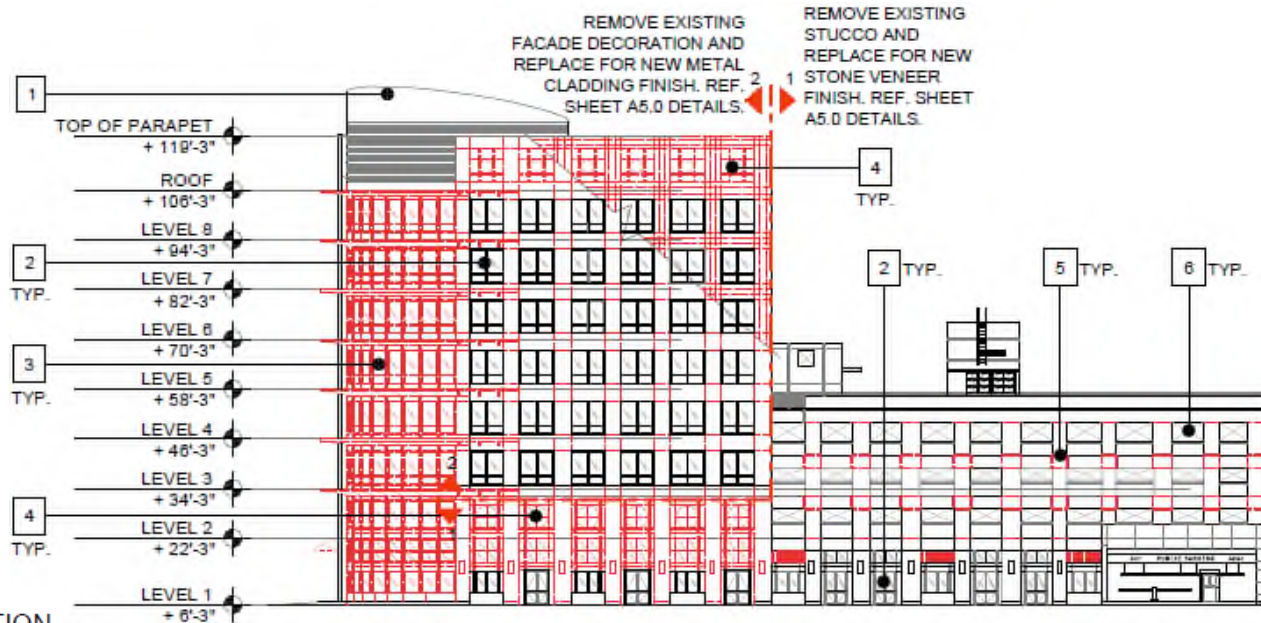 REMOVE EXISTING
FACADE DECORATION AND
REPLACE FOR NEW METAL
CLADDING FINISH. REF.
SHEET A5.0 DETAILS.
2
1
REMOVE EXISTING
STUCCO AND
REPLACE FOR NEW
STONE VENEER
FINISH. REF. SHEET
A5.0 DETAILS.
1
TOP OF PARAPET
+ 119'-3"
4
TYP.
ROOF
+ 106'-3"
LEVEL 8
+ 94'-3"
2
TYP.
2 TYP.
5 TYP.
6 TYP.
LEVEL 7
+ 82'-3"
LEVEL 6
+ 70'-3"
3
TYP.
LEVEL 5
+ 58'-3"
LEVEL 4
+ 46'-3"
2
LEVEL 3
+ 34'-3"
4
TYP.
1
LEVEL 2
+ 22'-3"
PUBLIC PARKING
LEVEL 1
+ 6'-3"
TION